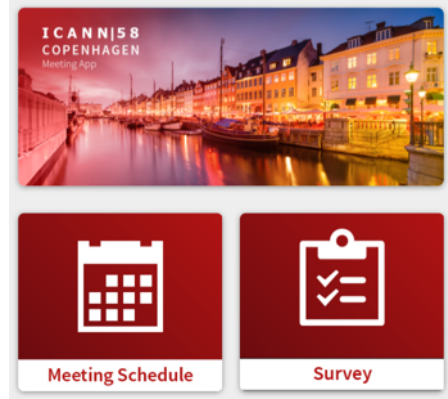 ICANN|58
COPENHAGEN
Meeting App
Meeting Schedule
Survey